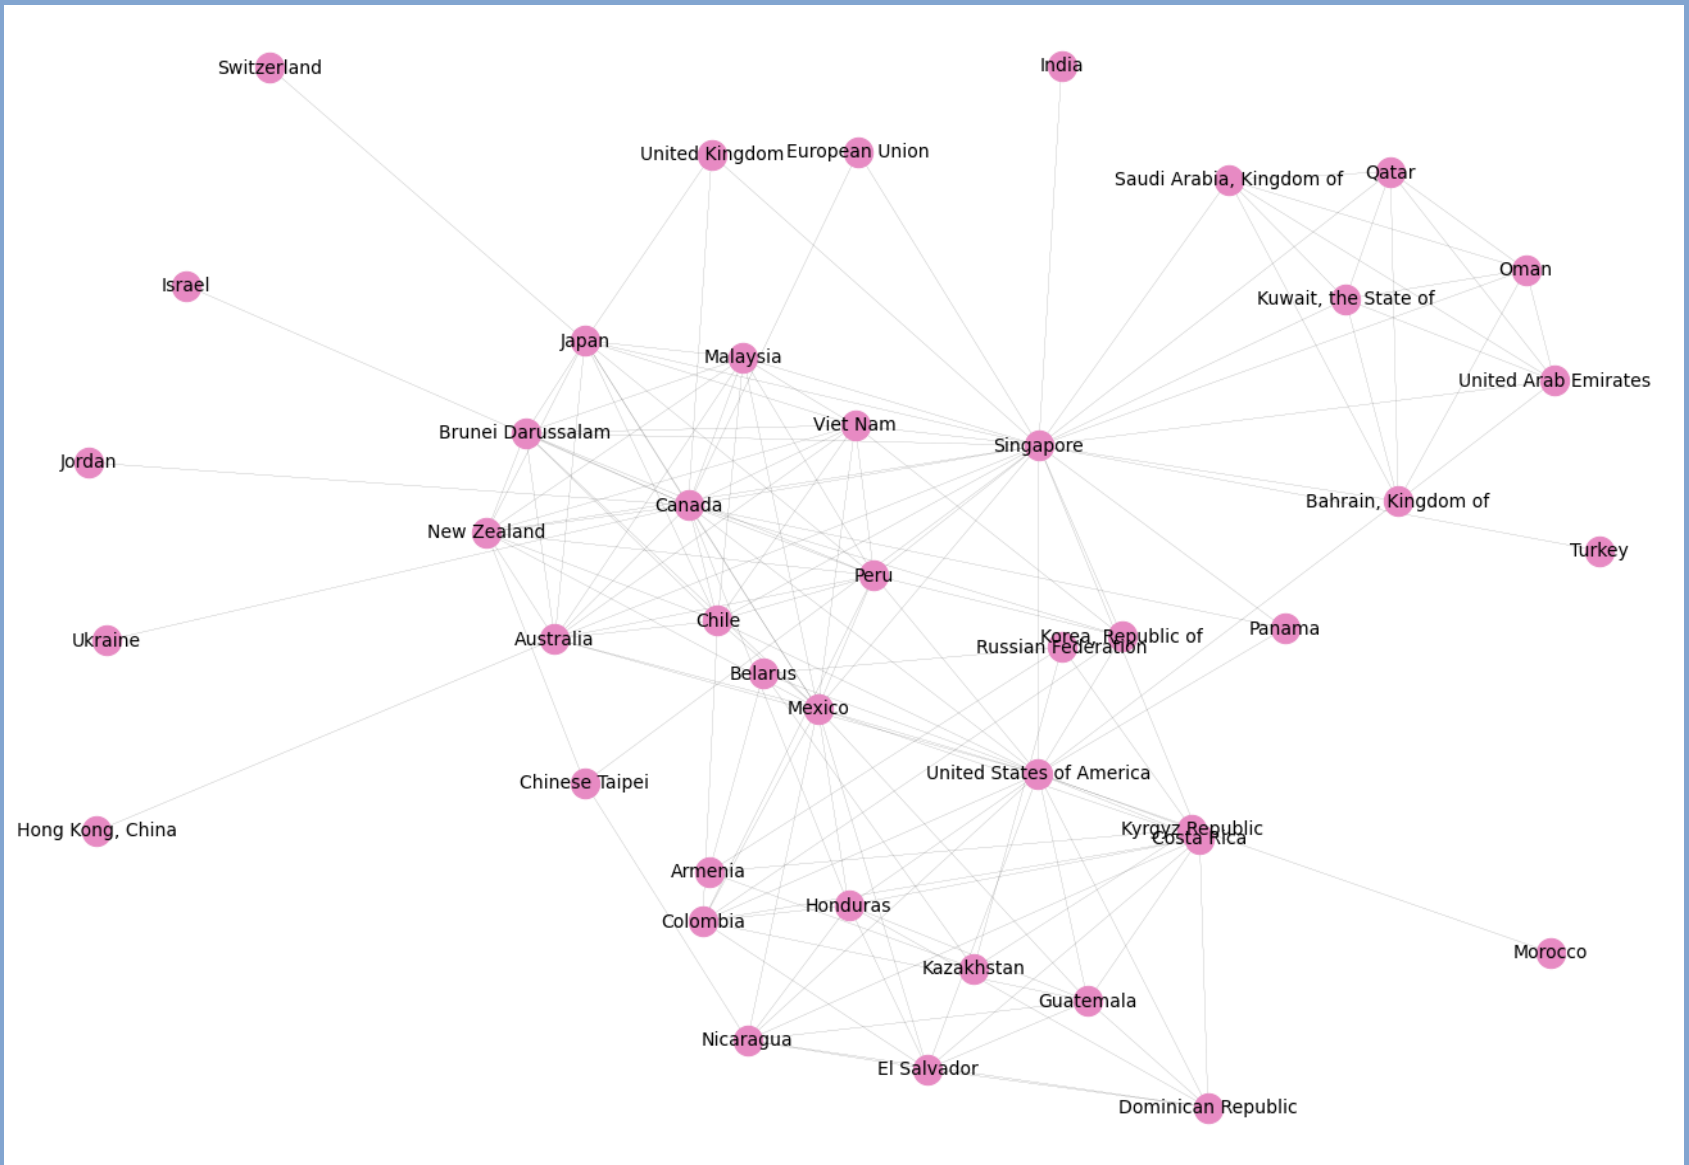 Switzerland
India
United Kingdom
European Union
Saudi Arabia, Kingdom of
Qatar
Oman
Israel
Kuwait, the State of
Japan
Malaysia
United Arab Emirates
Brunei Darussalam
Viet Nam
Singapore
Jordan
Canada
Bahrain, Kingdom of
New Zealand
Turkey
Peru
Ukraine
Australia
Chile
Korea, Republic of
Russian Federation
Panama
Belarus
Mexico
Chinese Taipei
United States of America
Hong Kong, China
Kyrgyz Republic
Costa Rica
Armenia
Colombia
Honduras
Morocco
Kazakhstan
Guatemala
Nicaragua
El Salvador
Dominican Republic